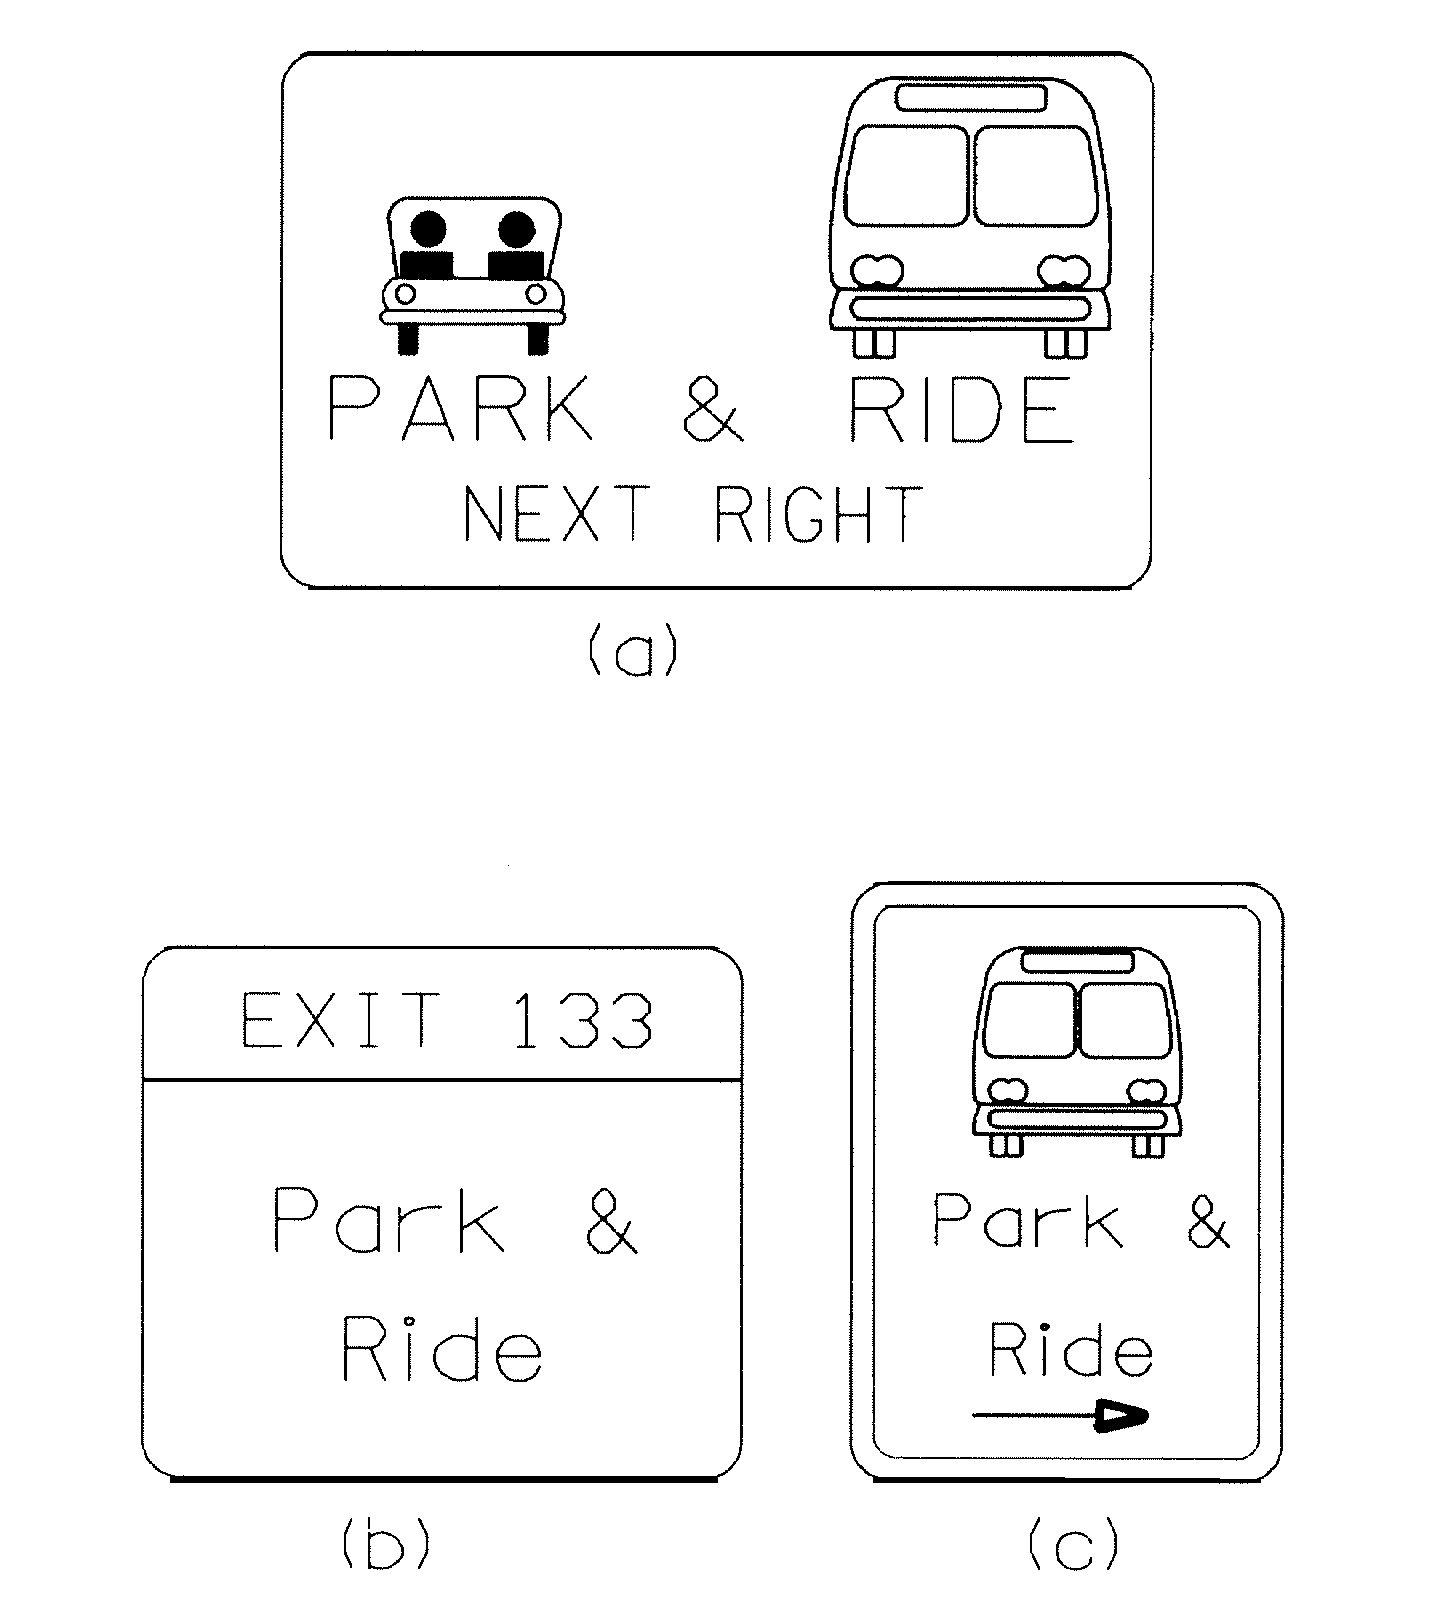 PARK & RIDE
NEXT RIGHT
(a)
EXIT 133
Park &
Ride
(b)
Park &
Ride
(c)